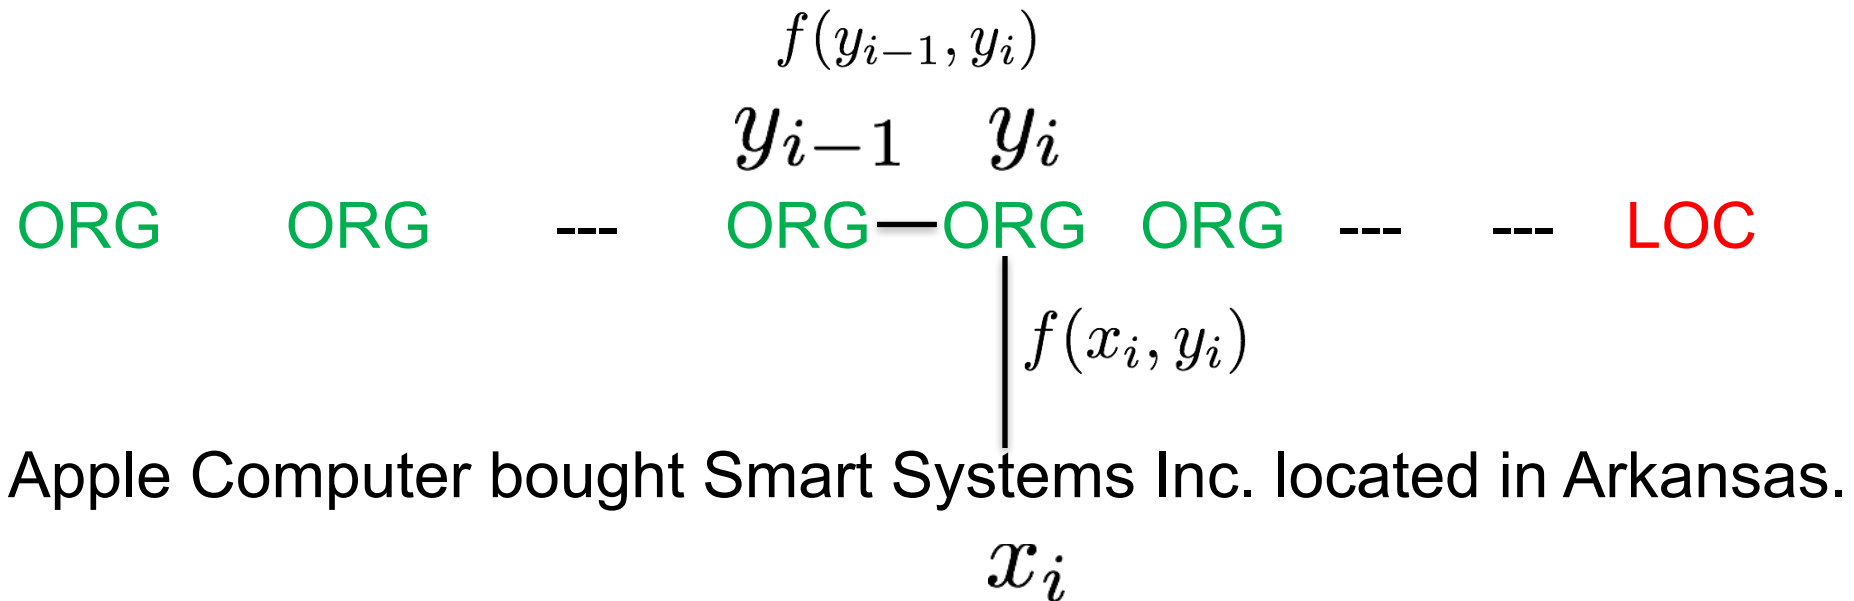 f(y_{i-1}, y_i)
y_{i-1} y_i
ORG ORG --- ORG ORG ORG --- --- LOC
f(x_i, y_i)
Apple Computer bought Smart Systems Inc. located in Arkansas.
x_i